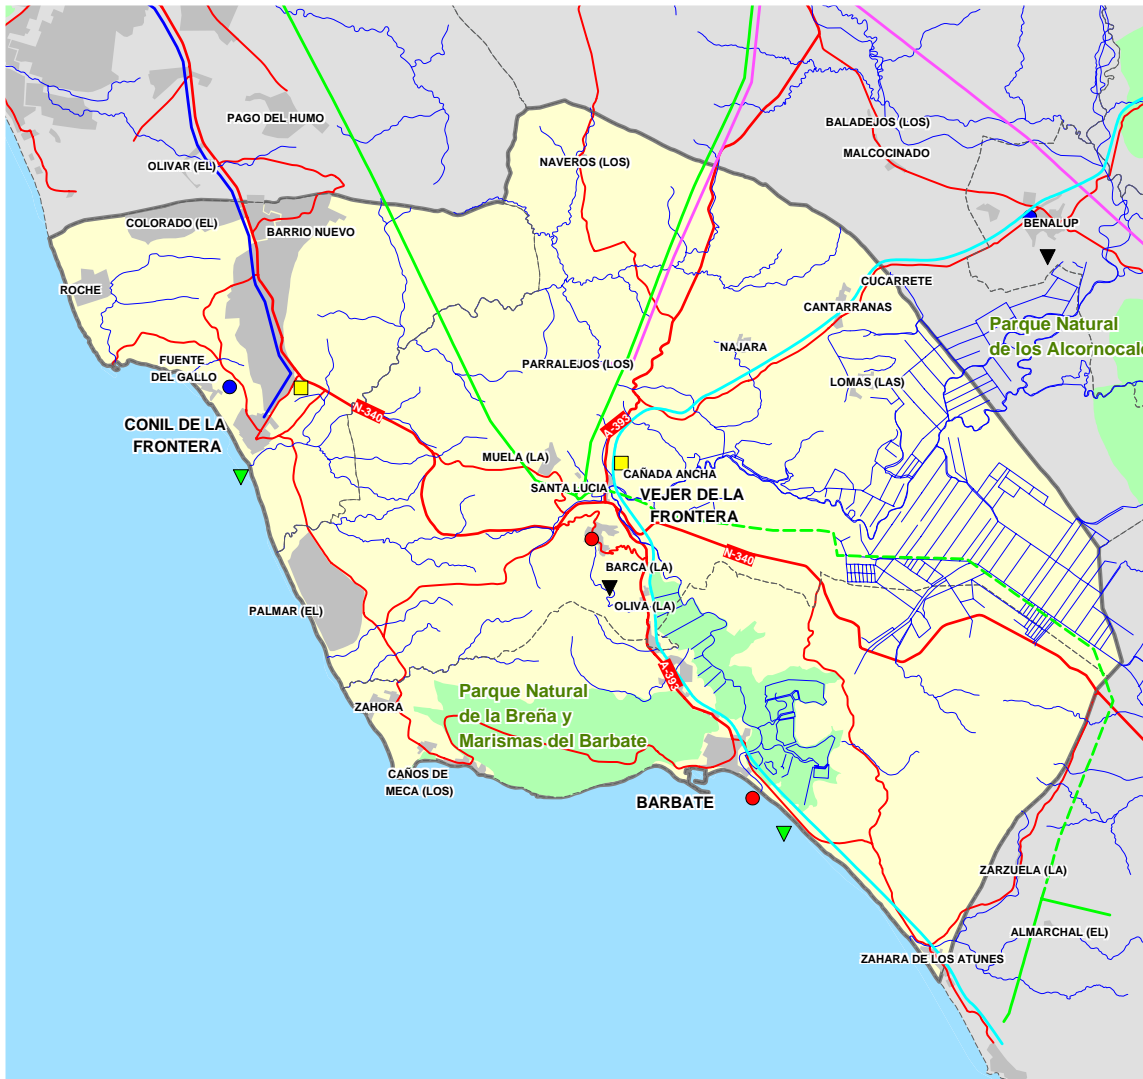 PAGO DEL HUMO
BALADEJOS (LOS)
MALCOCINADO
OLIVAR (EL)
NAVEROS (LOS)
COLORADO (EL)
BARRIO NUEVO
BENALUP
ROCHE
CUCARRETE
CANTARRANAS
Parque Natural
de los Alcornocale
FUENTE
DEL GALLO
PARRALEJOS (LOS)
NAJARA
LOMAS (LAS)
N-340
A-393
CONIL DE LA
FRONTERA
MUELA (LA)
CAÑADA ANCHA
SANTA LUCIA
VEJER DE LA
FRONTERA
N-340
BARCA (LA)
OLIVA (LA)
PALMAR (EL)
A-393
ZAHORA
Parque Natural
de la Breña y
Marismas del Barbate
CAÑOS DE
MECA (LOS)
BARBATE
ZARZUELA (LA)
ALMARCHAL (EL)
ZAHARA DE LOS ATUNES